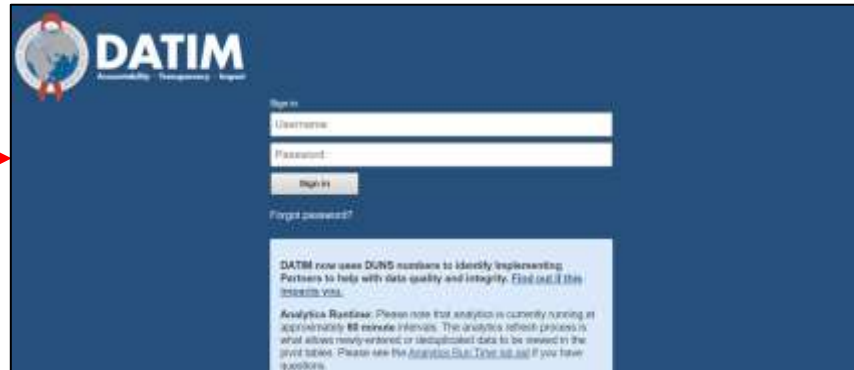 DATIM
Accountability · Transparency · Impact
Sign in
Username
Password
Sign in
Forgot password?
DATIM now uses DUNS numbers to identify Implementing
Partners to help with data quality and integrity. Find out if this
impacts you.
Analytics Runtime: Please note that analytics is currently running at
approximately 60 minute intervals. The analytics refresh process is
what allows newly entered or deduplicated data to be viewed in the
pivot tables. Please see the Analytics Run Time job aid if you have
questions.